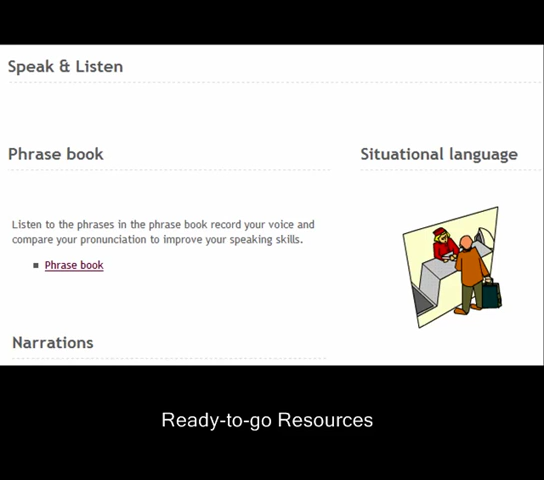 Speak & Listen
Phrase book
Situational language
Listen to the phrases in the phrase book record your voice and
compare your pronunciation to improve your speaking skills.
Phrase book
Narrations
Ready-to-go Resources